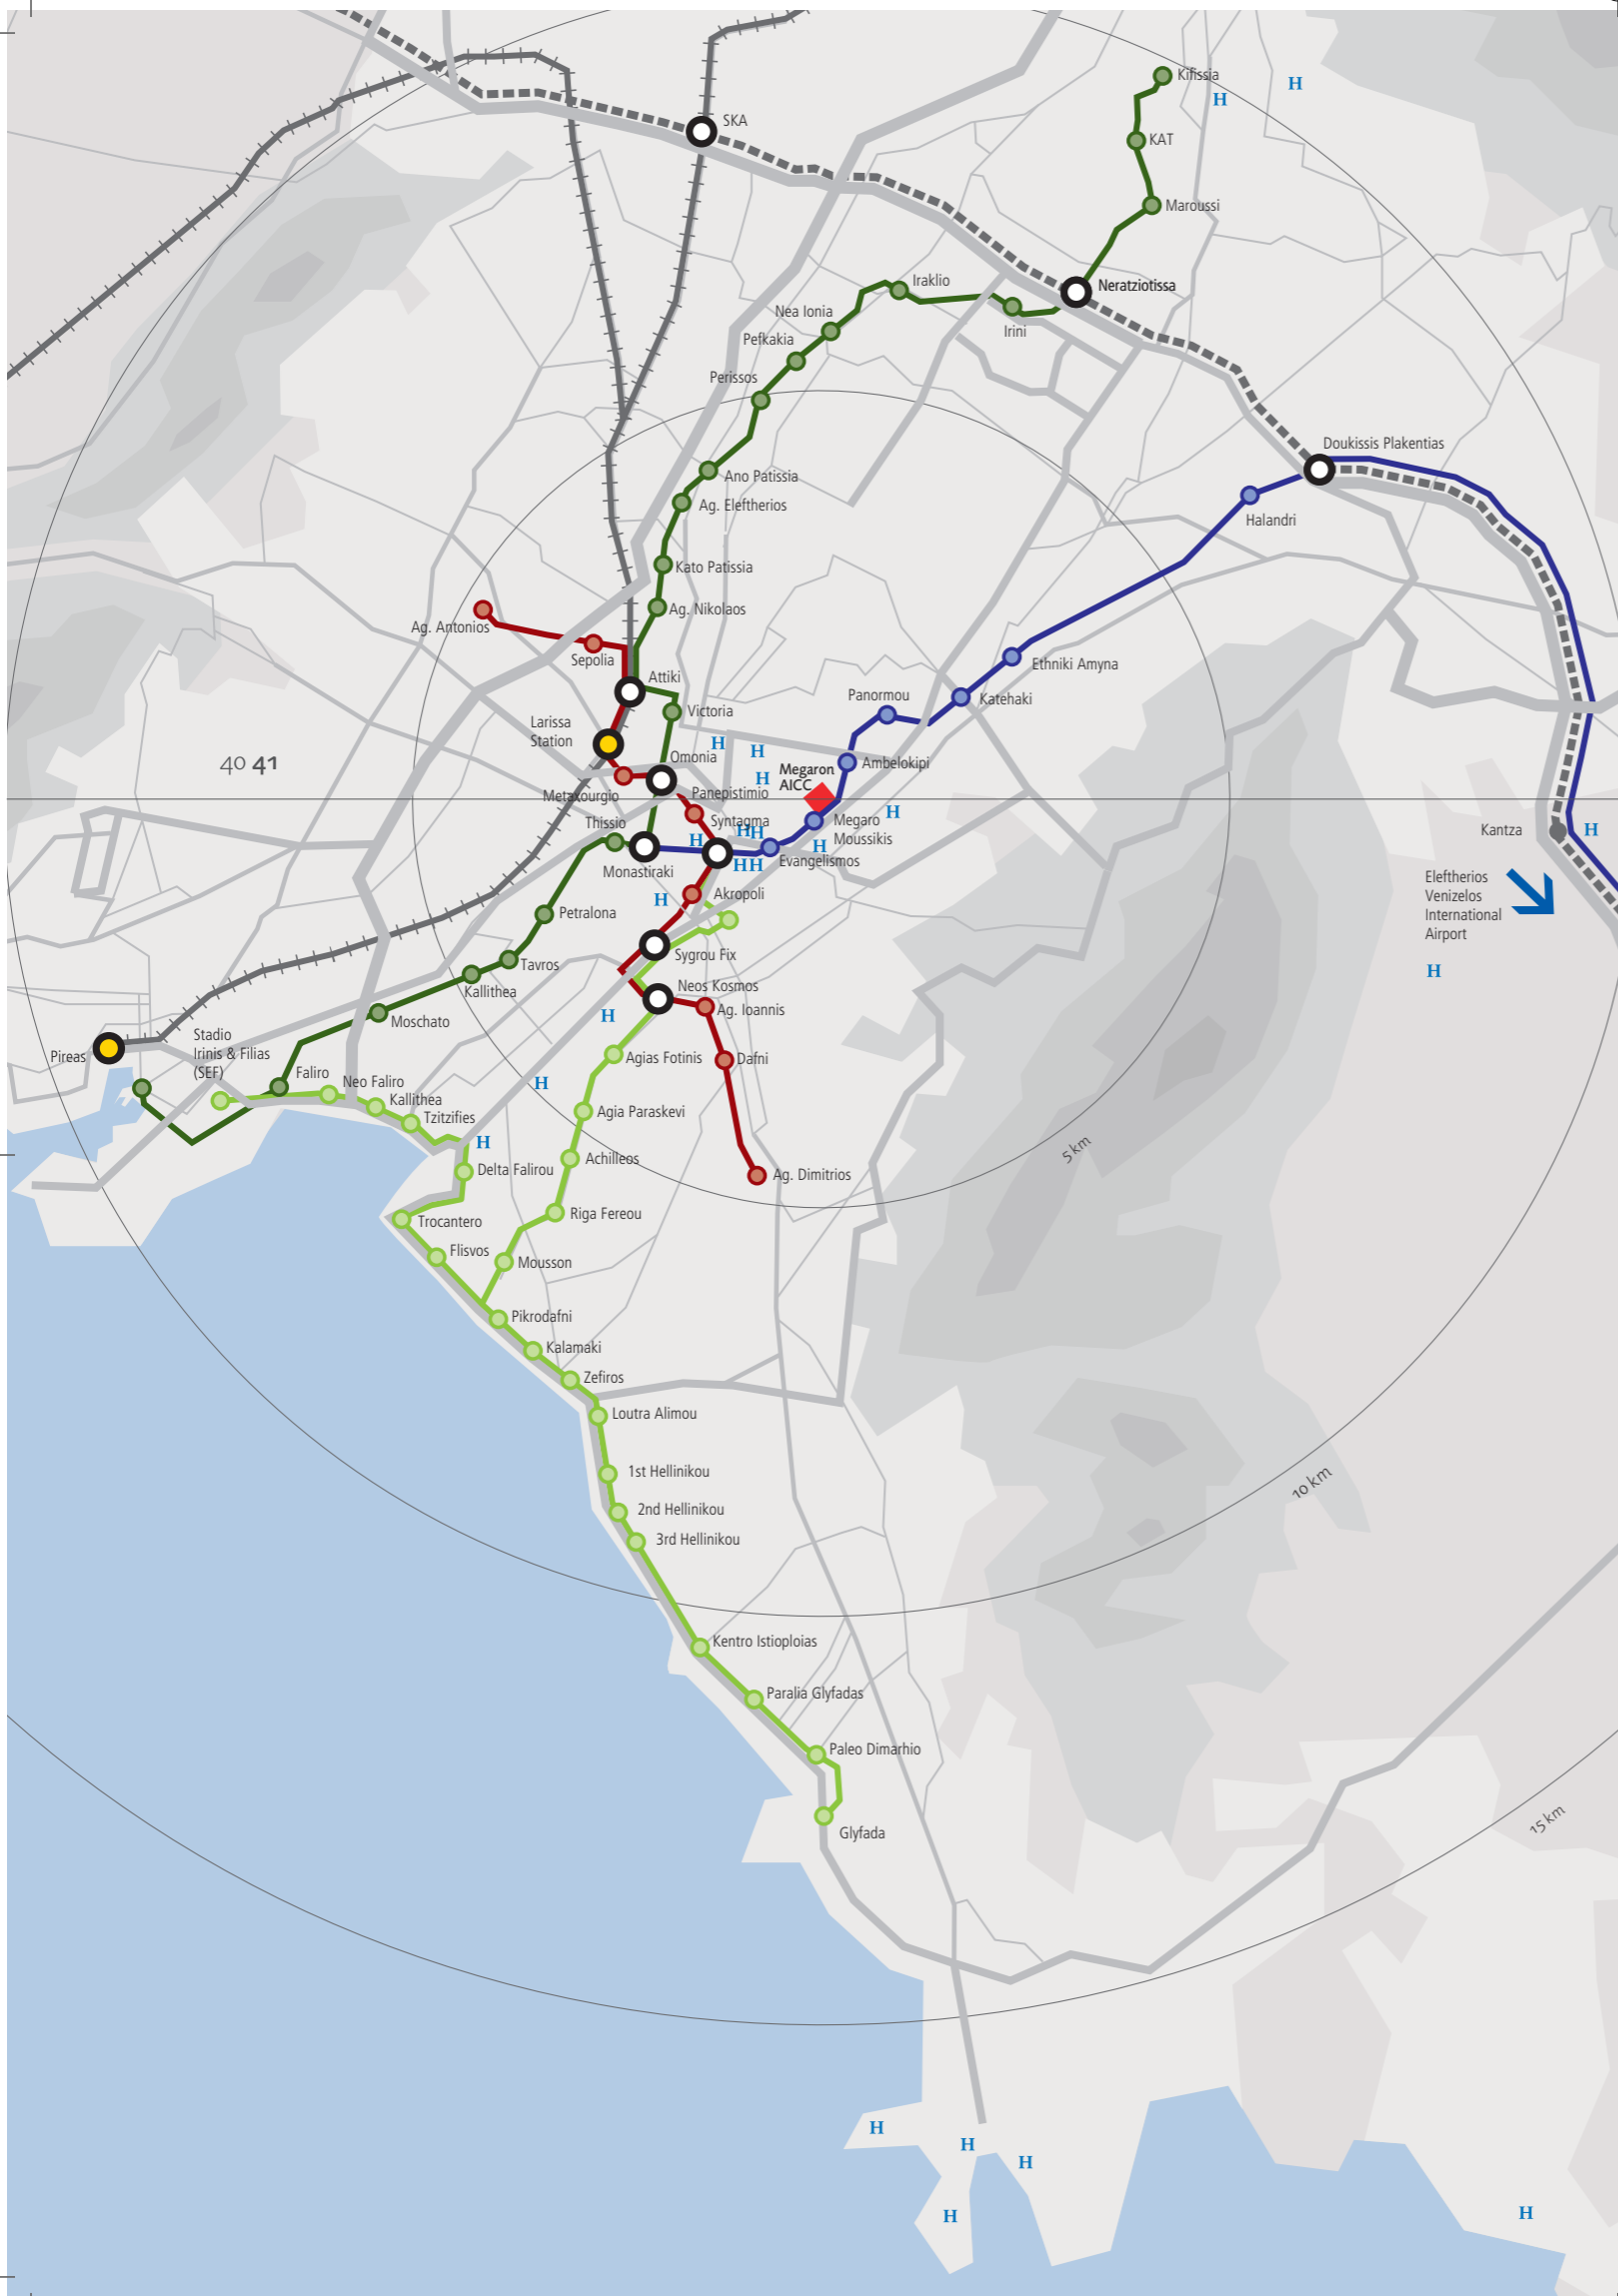 Kifissia
H
H
SKA
KAT
Maroussi
Iraklio
Neratziotissa
Nea Ionia
Irini
Pefkakia
Perissos
Doukissis Plakentias
Ano Patissia
Ag. Eleftherios
Halandri
Kato Patissia
Ag. Nikolaos
Ag. Antonios
Sepolia
Ethniki Amyna
Attiki
Panormou
Katehaki
Victoria
Larissa
Station
H
H
Omonia
40 41
Megaron
AICC
Ambelokipi
H
Metaxourgio
Panepistimio
H
Thissio
Syntagma
Megaro
Moussikis
H
H
H
H
H
Kantza
H
Monastiraki
Evangelismos
H
H
Eleftherios
Venizelos
International
Airport
H
Akropoli
H
Petralona
Sygrou Fix
Tavros
Kallithea
Neos Kosmos
Ag. Ioannis
H
Moschato
Stadio
Irinis & Filias
(SEF)
Pireas
Agias Fotinis
Dafni
Faliro
Neo Faliro
H
Kallithea
Tzitzifies
Agia Paraskevi
H
5 km
Achilleos
Delta Falirou
Ag. Dimitrios
Trocantero
Riga Fereou
Flisvos
Mousson
Pikrodafni
Kalamaki
Zefiros
Loutra Alimou
1st Hellinikou
10 km
2nd Hellinikou
3rd Hellinikou
Kentro Istioploias
Paralia Glyfadas
Paleo Dimarhio
15 km
Glyfada
H
H
H
H
H